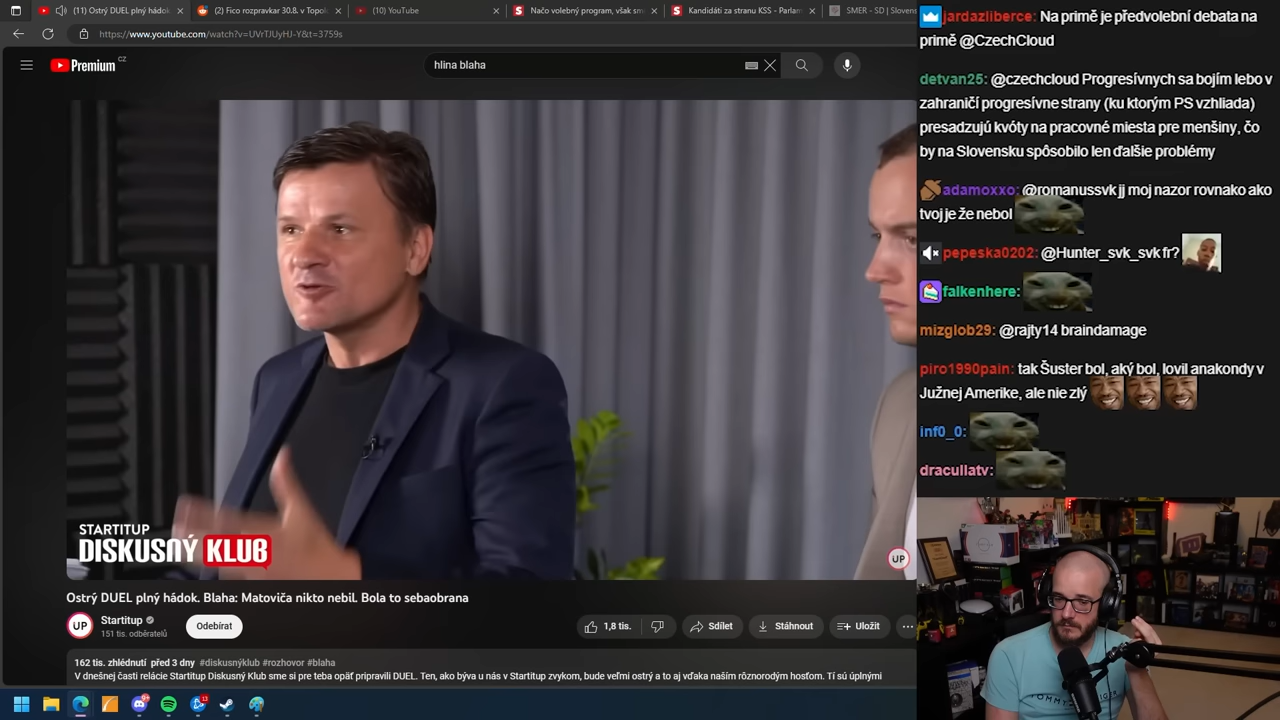 (11) Ostrý DUEL plný hádok
(2) Fico rozpravkar 30.8. v Topoľ
(10) YouTube
Načo volebný program, však sm
Kandidáti za stranu KSS - Parlam
SMER - SD | Slovens
https://www.youtube.com/watch?v=UVrTJUyHJ-Y&t=3759s
Premium CZ
hlina blaha
STARTITUP
DISKUSNÝ KLUB
UP
Ostrý DUEL plný hádok. Blaha: Matoviča nikto nebil. Bola to sebaobrana
UP
Startitup
151 tis. odběratelů
Odebírat
1,8 tis.
Sdílet
Stáhnout
Uložit
162 tis. zhlédnutí před 3 dny #diskusnýklub #rozhovor #blaha
V dnešnej časti relácie Startitup Diskusný Klub sme si pre teba opäť pripravili DUEL. Ten, ako býva u nás v Startitup zvykom, bude veľmi ostrý a to aj vďaka naším rôznorodým hosťom. Tí sú úplnými
jardazliberce: Na primě je předvolební debata na
primě @CzechCloud
detvan25: @czechcloud Progresívnych sa bojím lebo v
zahraničí progresívne strany (ku ktorým PS vzhliada)
presadzujú kvóty na pracovné miesta pre menšiny, čo
by na Slovensku spôsobilo len ďalšie problémy
adamoxxo: @romanussvk jj moj nazor rovnako ako
tvoj je že nebol
pepeska0202: @Hunter_svk_svk fr?
falkenhere:
mizglob29: @rajty14 braindamage
piro1990pain: tak Šuster bol, aký bol, lovil anakondy v
Južnej Amerike, ale nie zlý
inf0_0:
dracullatv: